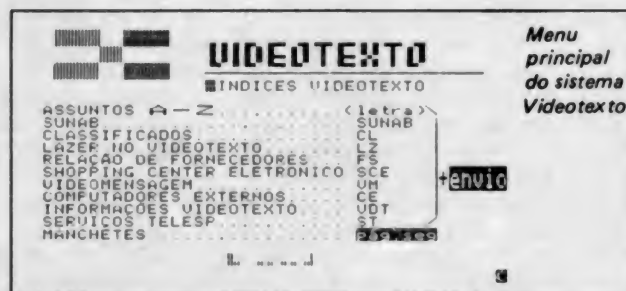 VIDEOTEXTO
INDICES VIDEOTEXTO
ASSUNTOS A-Z .......... (letra)
SUNAB ............ SUNAB
CLASSIFICADOS ............ CL
LAZER NO VIDEOTEXTO ........ LZ
RELAÇÃO DE FORNECEDORES .... FS
SHOPPING CENTER ELETRONICO SCE
VIDEOMENSAGEM ............ VM
COMPUTADORES EXTERNOS ...... CE
INFORMAÇÕES VIDEOTEXTO ..... VDT
SERVIÇOS TELESP .......... ST
MANCHETES ............ pág.seg
+envio
C
Menu
principal
do sistema
Videotexto